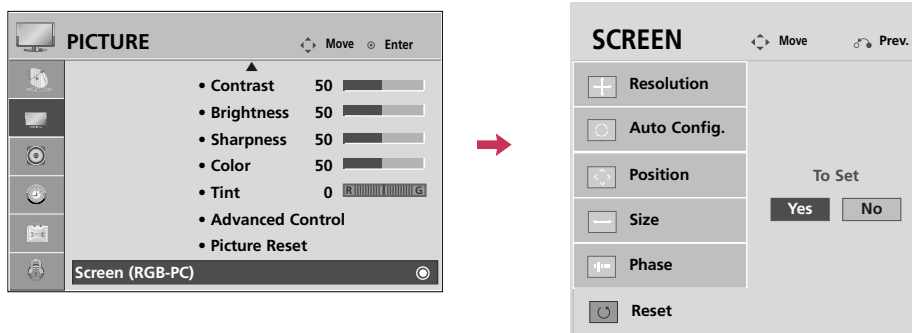 PICTURE Move Enter
• Contrast 50
• Brightness 50
• Sharpness 50
• Color 50
• Tint 0 R G
• Advanced Control
• Picture Reset
Screen (RGB-PC)
SCREEN Move Prev.
Resolution
Auto Config.
Position
Size
Phase
Reset
To Set
Yes No